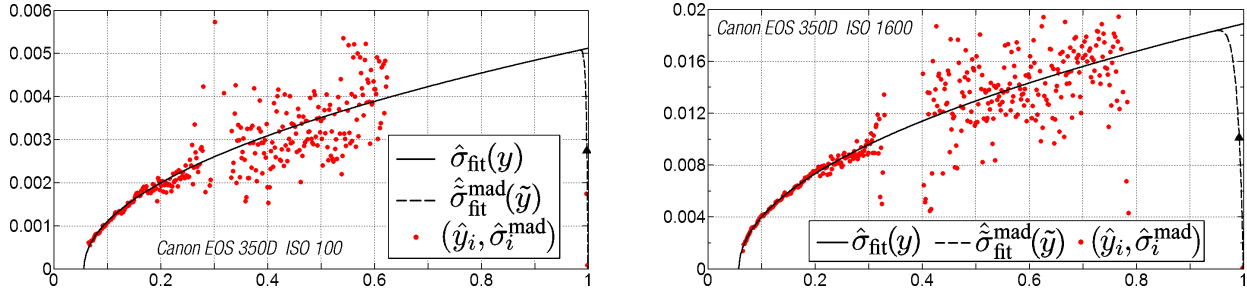 0.006
0.005
0.004
0.003
0.002
0.001
0
0 0.2 0.4 0.6 0.8 1
Canon EOS 350D ISO 100
σ̂fit(y)
σ̃̂fit^mad(ỹ)
(ŷi, σ̂i^mad)
0.02
0.016
0.012
0.008
0.004
0
0 0.2 0.4 0.6 0.8 1
Canon EOS 350D ISO 1600
σ̂fit(y) σ̃̂fit^mad(ỹ) (ŷi, σ̂i^mad)